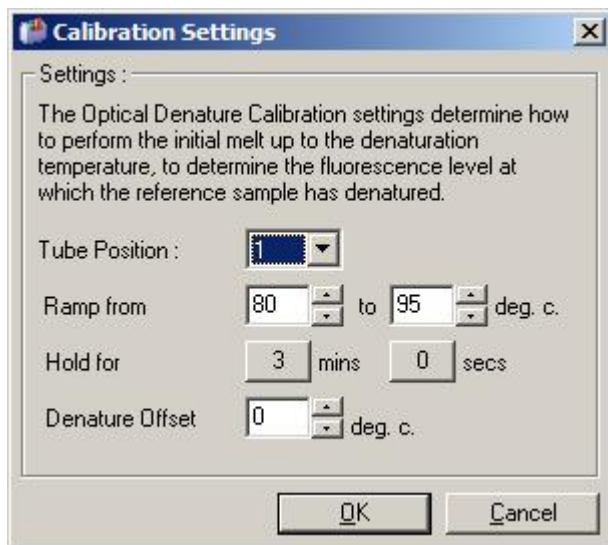 Calibration Settings
Settings :
The Optical Denature Calibration settings determine how
to perform the initial melt up to the denaturation
temperature, to determine the fluorescence level at
which the reference sample has denatured.
Tube Position : 1
Ramp from 80 to 95 deg. c.
Hold for 3 mins 0 secs
Denature Offset 0 deg. c.
OK Cancel